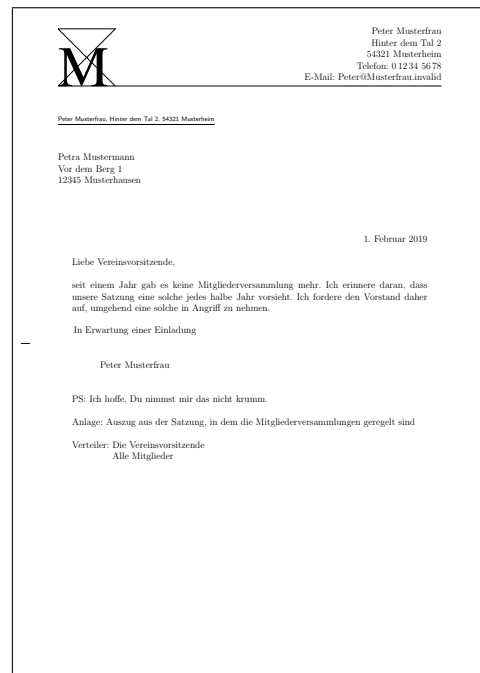 M
Peter Musterfrau
Hinter dem Tal 2
54321 Musterheim
Telefon: 0 12 34 56 78
E-Mail: Peter@Musterfrau.invalid
Peter Musterfrau, Hinter dem Tal 2, 54321 Musterheim
Petra Mustermann
Vor dem Berg 1
12345 Musterhausen
1. Februar 2019
Liebe Vereinsvorsitzende,
seit einem Jahr gab es keine Mitgliederversammlung mehr. Ich erinnere daran, dass
unsere Satzung eine solche jedes halbe Jahr vorsieht. Ich fordere den Vorstand daher
auf, umgehend eine solche in Angriff zu nehmen.
In Erwartung einer Einladung
Peter Musterfrau
PS: Ich hoffe, Du nimmst mir das nicht krumm.
Anlage: Auszug aus der Satzung, in dem die Mitgliederversammlungen geregelt sind
Verteiler: Die Vereinsvorsitzende
Alle Mitglieder